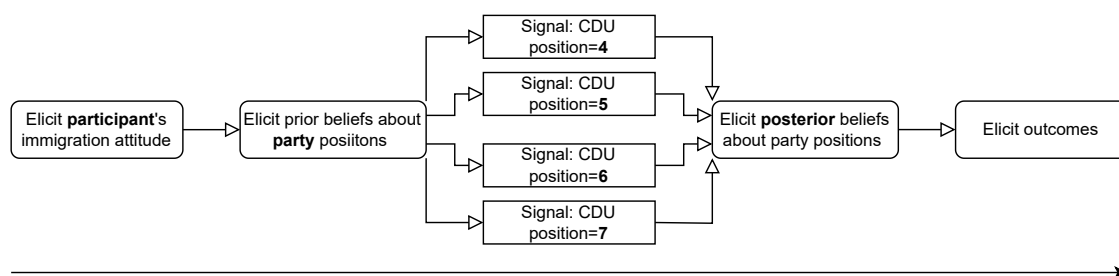 Elicit participant's
immigration attitude
Elicit prior beliefs about
party posiitons
Signal: CDU
position=4
Signal: CDU
position=5
Signal: CDU
position=6
Signal: CDU
position=7
Elicit posterior beliefs
about party positions
Elicit outcomes